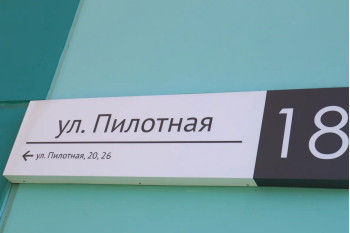 ул. Пилотная
18
ул. Пилотная, 20, 26